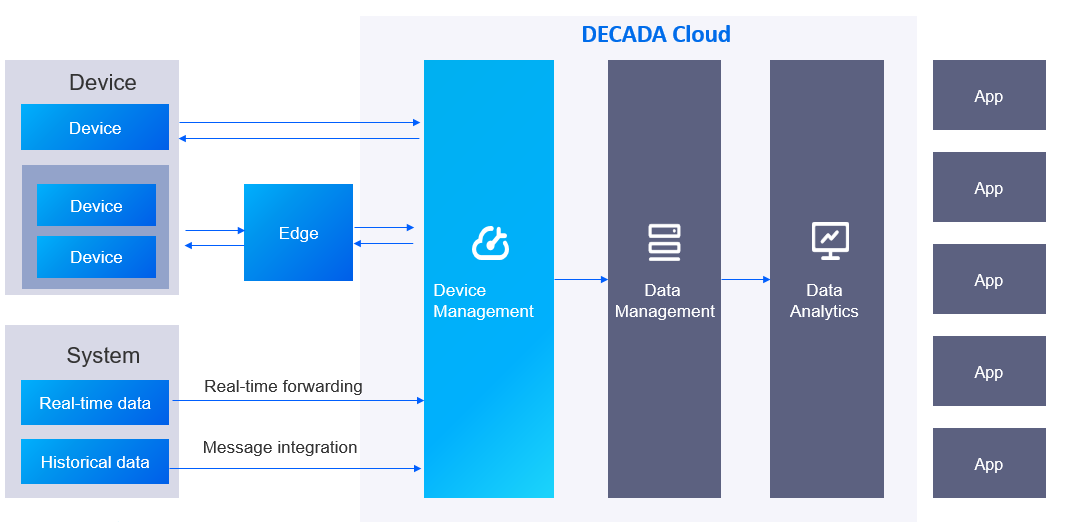 DECADA Cloud
Device
Device
Device
Device
Edge
System
Real-time data
Historical data
Real-time forwarding
Message integration
Device
Management
Data
Management
Data
Analytics
App
App
App
App
App